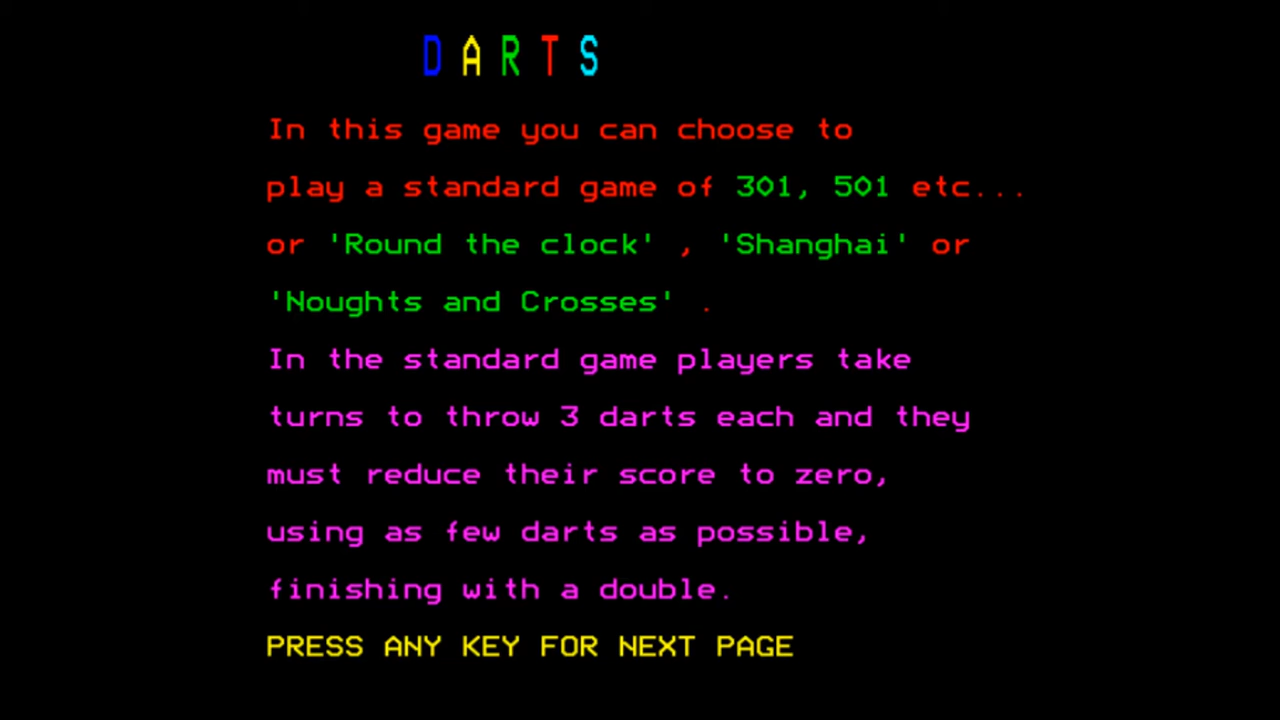 D A R T S
In this game you can choose to
play a standard game of 301, 501 etc...
or 'Round the clock' , 'Shanghai' or
'Noughts and Crosses' .
In the standard game players take
turns to throw 3 darts each and they
must reduce their score to zero,
using as few darts as possible,
finishing with a double.
PRESS ANY KEY FOR NEXT PAGE